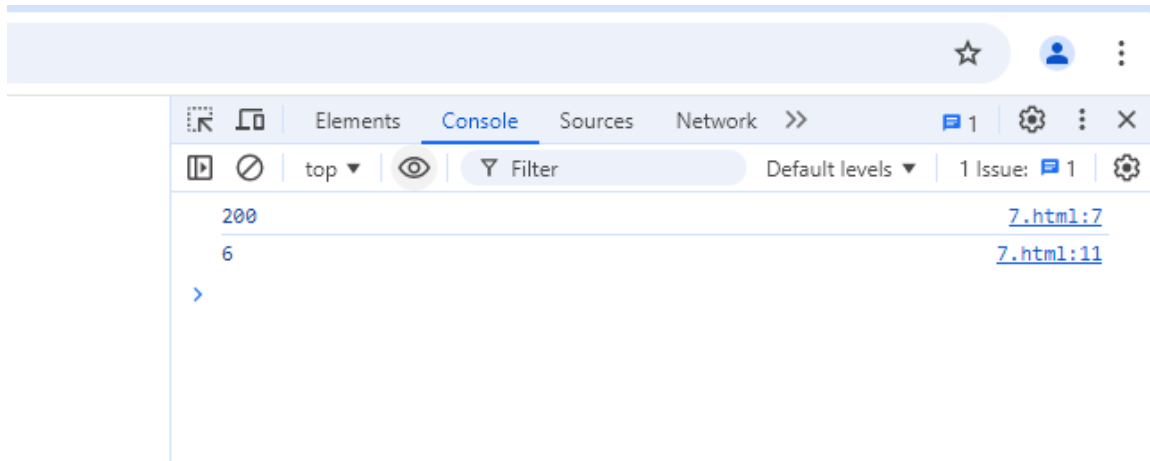 Elements Console Sources Network 1
top Filter Default levels 1 Issue: 1
200 7.html:7
6 7.html:11